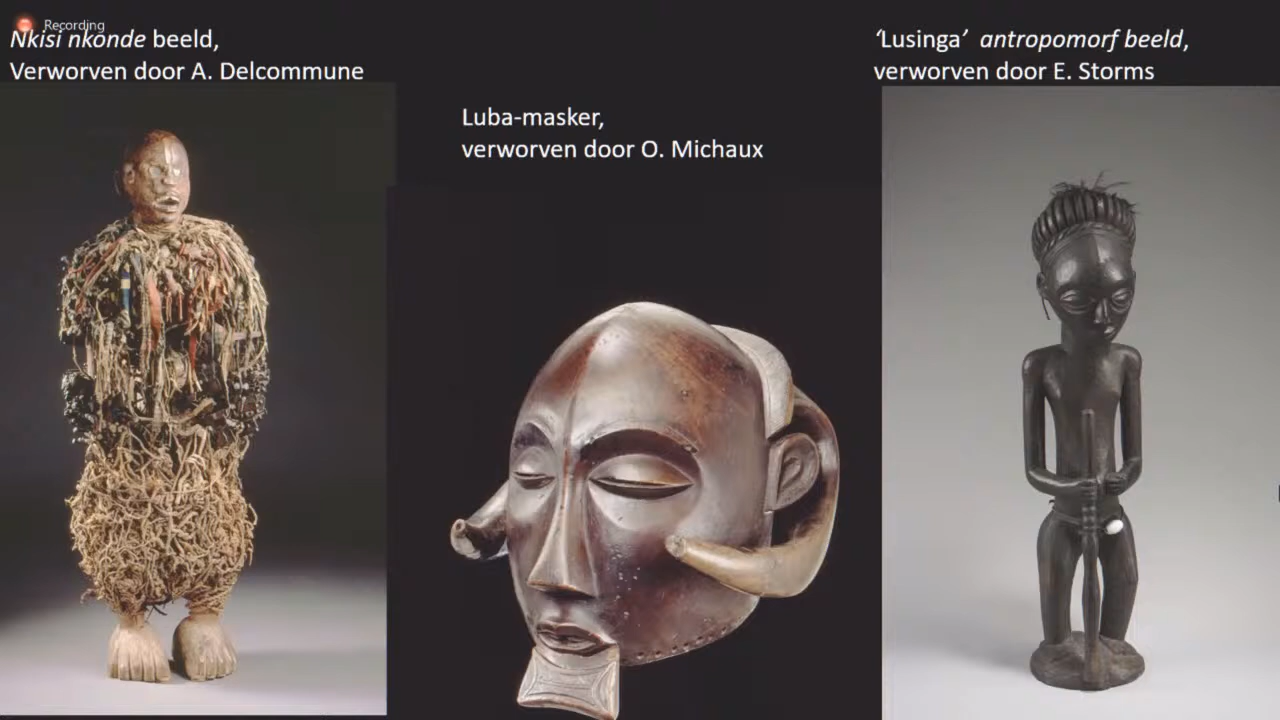 Recording
Nkisi nkonde beeld,
Verworven door A. Delcommune
Luba-masker,
verworven door O. Michaux
‘Lusinga’ antropomorf beeld,
verworven door E. Storms